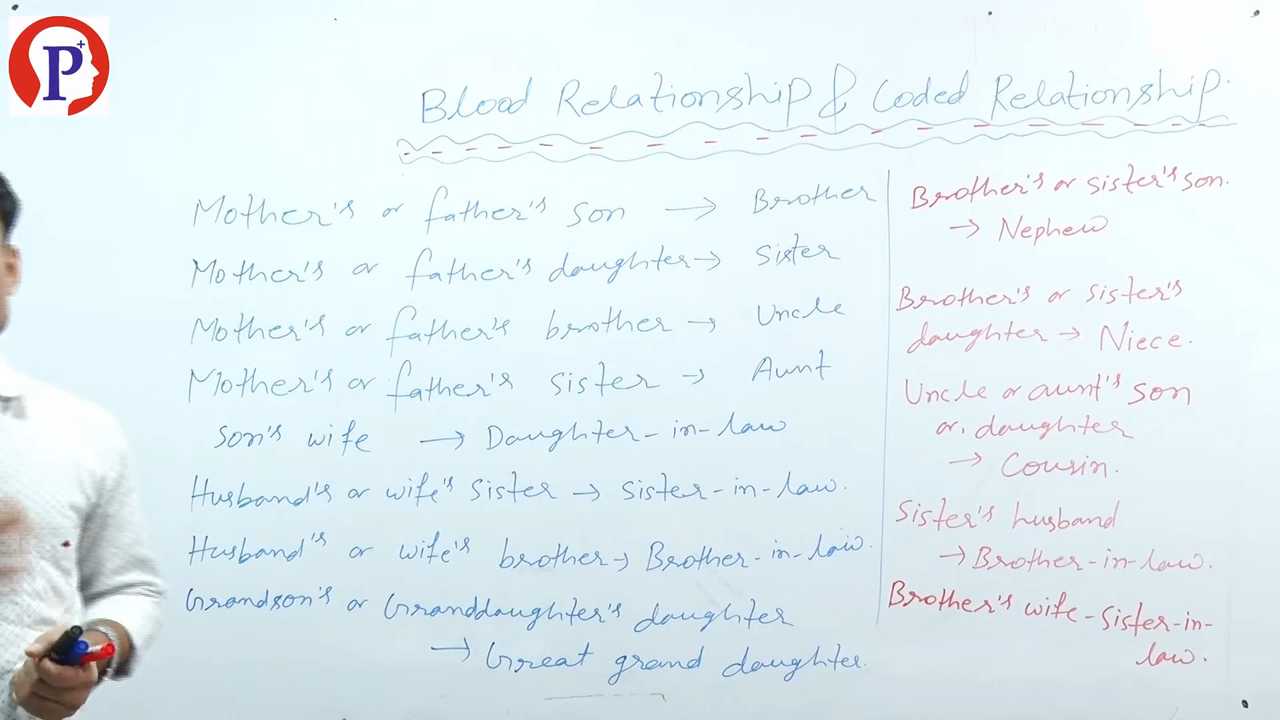 P+
Blood Relationship & Coded Relationship.
Mother's or father's son → Brother
Mother's or father's daughter → Sister
Mother's or father's brother → Uncle
Mother's or father's sister → Aunt
Son's wife → Daughter-in-law
Husband's or wife's sister → Sister-in-law.
Husband's or wife's brother → Brother-in-law.
Grandson's or Granddaughter's daughter
→ Great grand daughter.
Brother's or sister's son.
→ Nephew
Brother's or sister's
daughter → Niece.
Uncle or aunt's son
or, daughter
→ Cousin.
Sister's husband
→ Brother-in-law.
Brother's wife - Sister-in-
law.